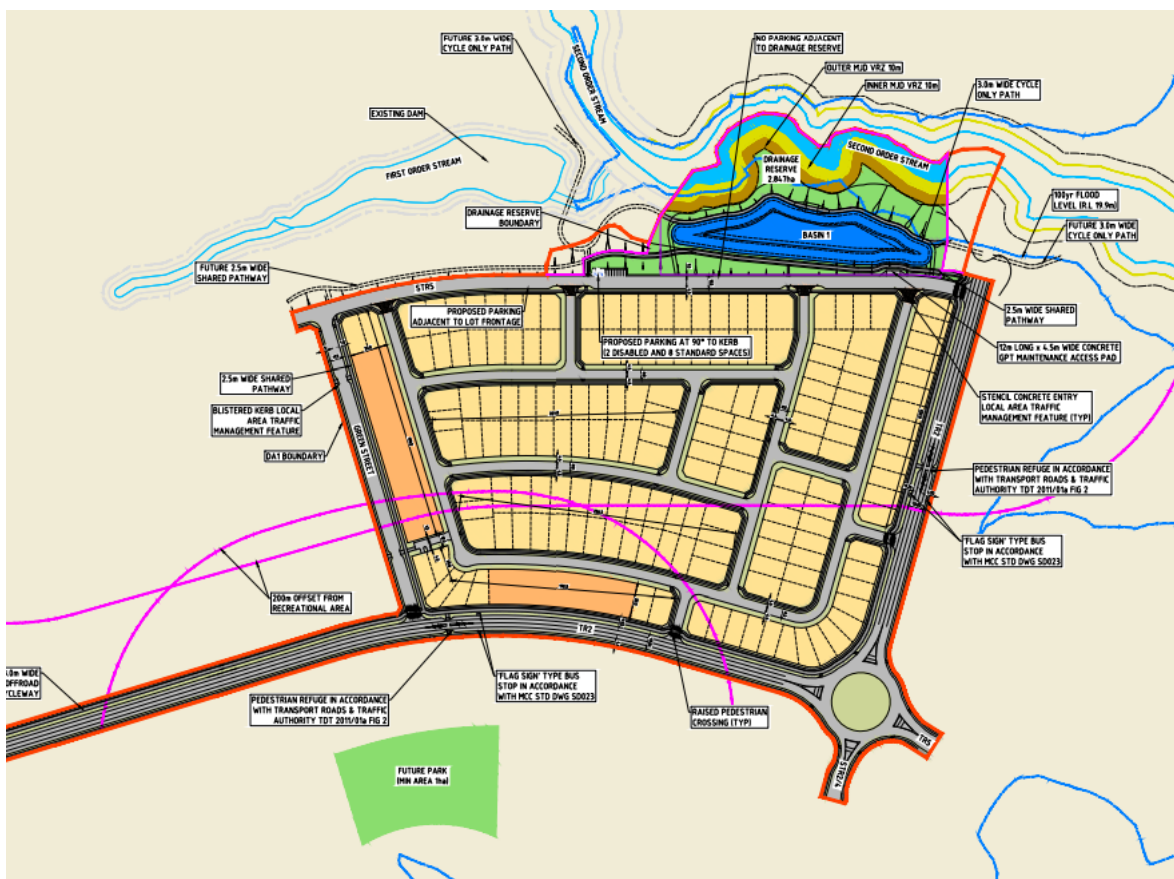 FUTURE 3.0m WIDE
CYCLE ONLY PATH
NO PARKING ADJACENT
TO DRAINAGE RESERVE
OUTER MJD VRZ 10m
INNER MJD VRZ 10m
3.0m WIDE CYCLE
ONLY PATH
SECOND ORDER STREAM
EXISTING DAM
FIRST ORDER STREAM
SECOND ORDER STREAM
DRAINAGE
RESERVE
2.847ha
DRAINAGE RESERVE
BOUNDARY
BASIN 1
100yr FLOOD
LEVEL (R.L 19.9m)
FUTURE 3.0m WIDE
CYCLE ONLY PATH
FUTURE 2.5m WIDE
SHARED PATHWAY
STR5
PROPOSED PARKING
ADJACENT TO LOT FRONTAGE
PROPOSED PARKING AT 90° TO KERB
(2 DISABLED AND 8 STANDARD SPACES)
2.5m WIDE SHARED
PATHWAY
12m LONG x 4.5m WIDE CONCRETE
GPT MAINTENANCE ACCESS PAD
2.5m WIDE SHARED
PATHWAY
STENCIL CONCRETE ENTRY
LOCAL AREA TRAFFIC
MANAGEMENT FEATURE (TYP)
BLISTERED KERB LOCAL
AREA TRAFFIC
MANAGEMENT FEATURE
GREEN STREET
DA1 BOUNDARY
PEDESTRIAN REFUGE IN ACCORDANCE
WITH TRANSPORT ROADS & TRAFFIC
AUTHORITY TDT 2011/01a FIG 2
'FLAG SIGN' TYPE BUS
STOP IN ACCORDANCE
WITH MCC STD DWG SD023
200m OFFSET FROM
RECREATIONAL AREA
TR2
.0m WIDE
OFFROAD
CYCLEWAY
PEDESTRIAN REFUGE IN ACCORDANCE
WITH TRANSPORT ROADS & TRAFFIC
AUTHORITY TDT 2011/01a FIG 2
'FLAG SIGN' TYPE BUS
STOP IN ACCORDANCE
WITH MCC STD DWG SD023
RAISED PEDESTRIAN
CROSSING (TYP)
TR5
STR2/4
FUTURE PARK
(MIN AREA 1ha)